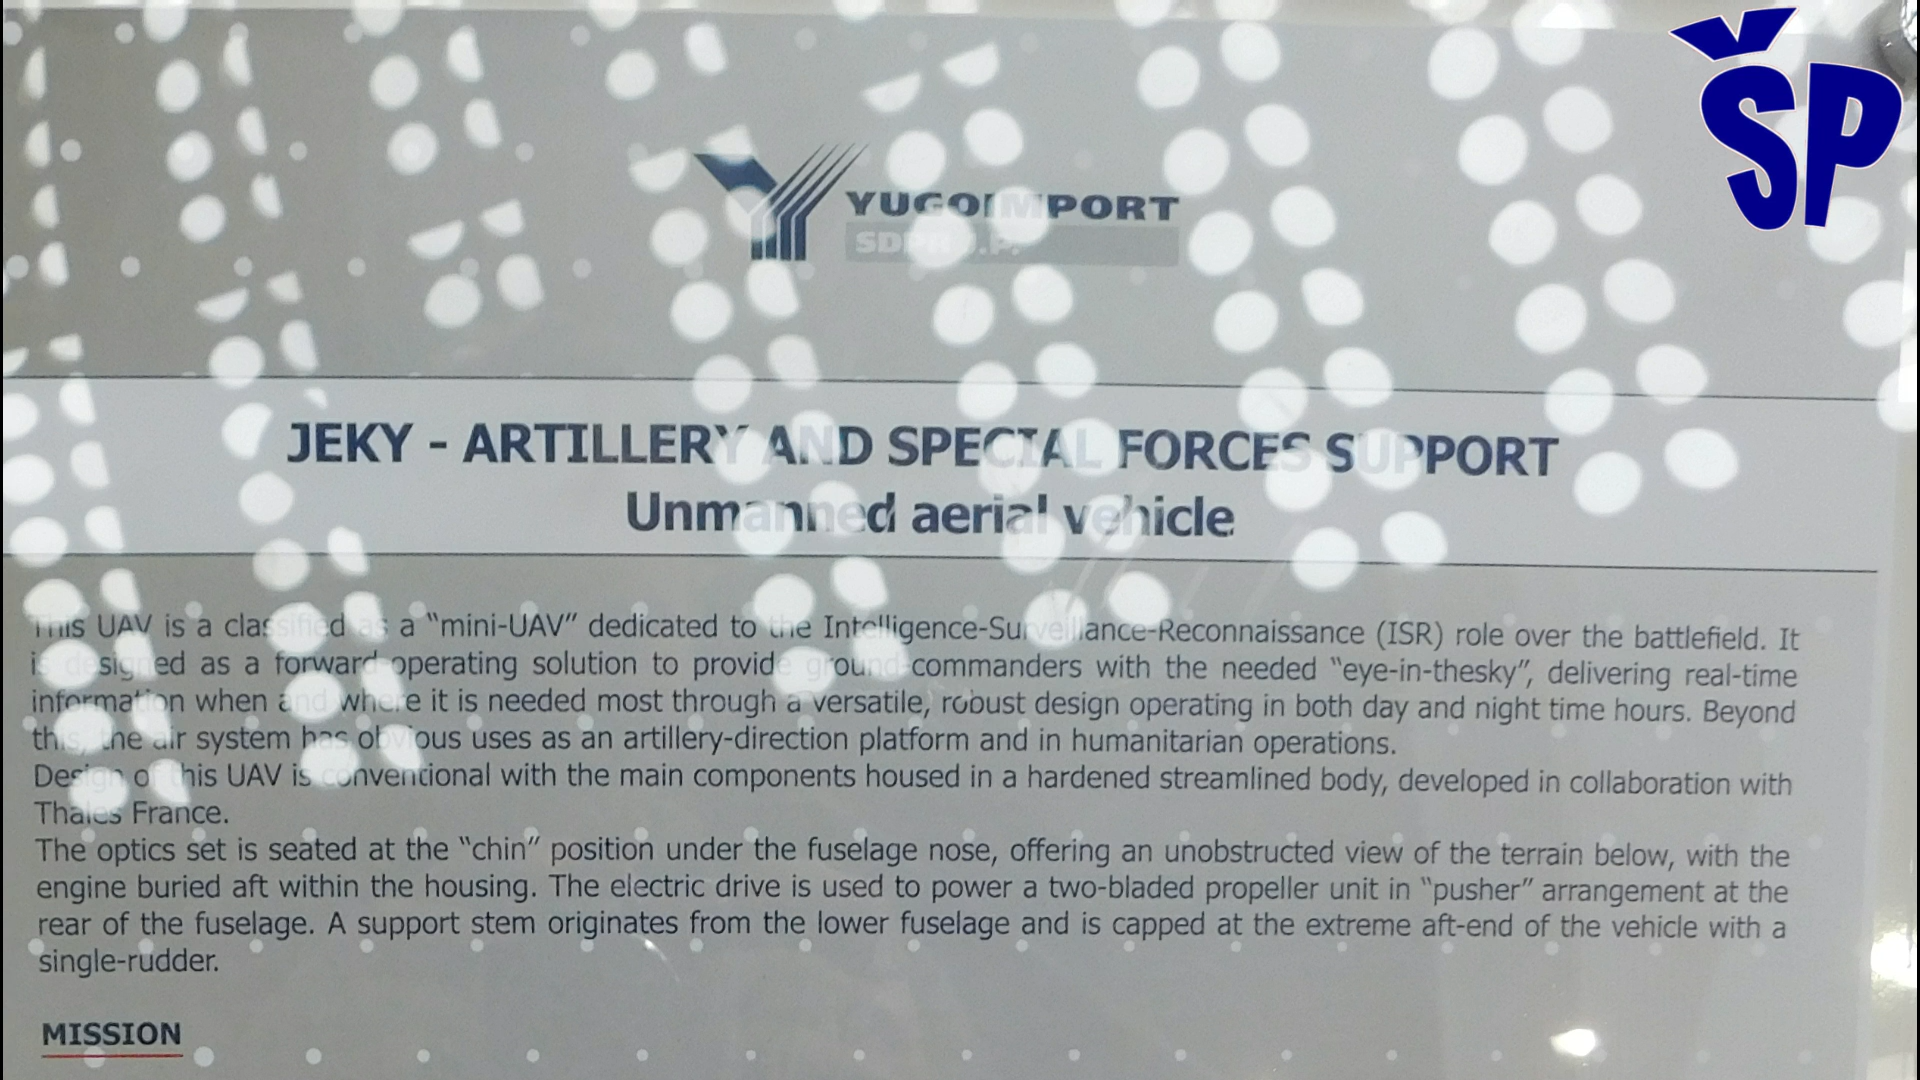 ŠP
YUGOIMPORT
SDPR J.P.
JEKY - ARTILLERY AND SPECIAL FORCES SUPPORT
Unmanned aerial vehicle
This UAV is a classified as a “mini-UAV” dedicated to the Intelligence-Surveillance-Reconnaissance (ISR) role over the battlefield. It
is designed as a forward-operating solution to provide ground-commanders with the needed “eye-in-thesky”, delivering real-time
information when and where it is needed most through a versatile, robust design operating in both day and night time hours. Beyond
this, the air system has obvious uses as an artillery-direction platform and in humanitarian operations.
Design of this UAV is conventional with the main components housed in a hardened streamlined body, developed in collaboration with
Thales France.
The optics set is seated at the “chin” position under the fuselage nose, offering an unobstructed view of the terrain below, with the
engine buried aft within the housing. The electric drive is used to power a two-bladed propeller unit in “pusher” arrangement at the
rear of the fuselage. A support stem originates from the lower fuselage and is capped at the extreme aft-end of the vehicle with a
single-rudder.
MISSION